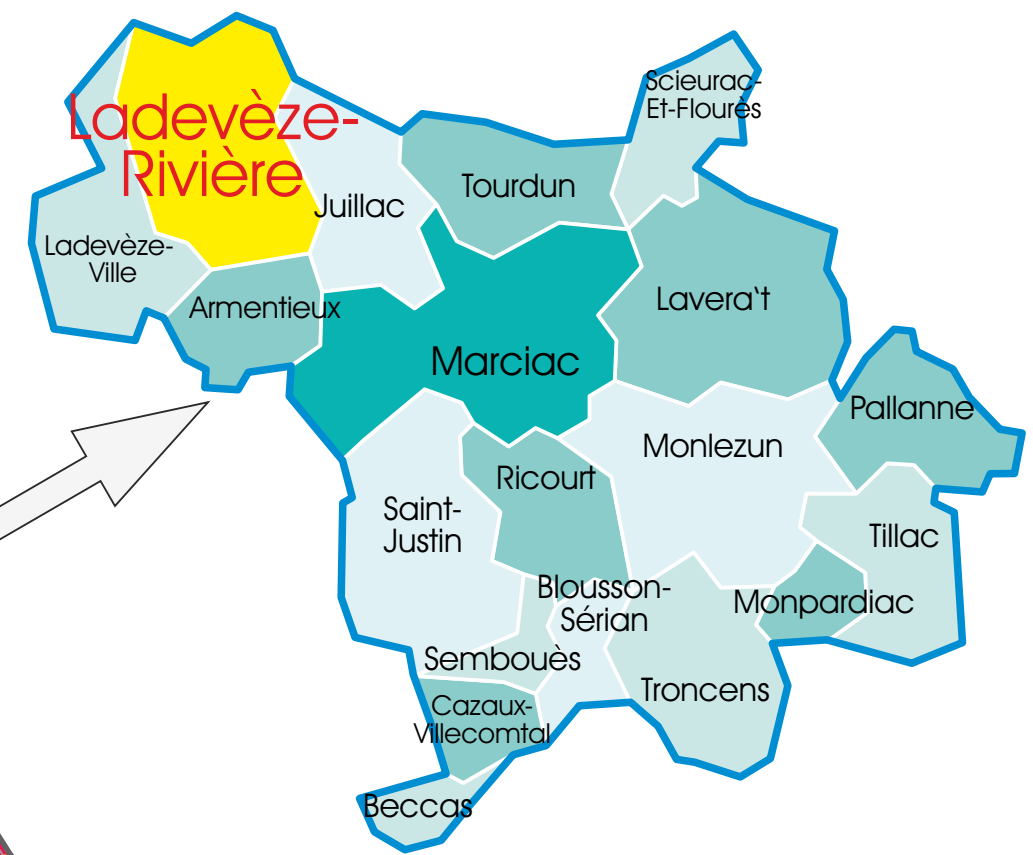 Ladevèze-
Rivière
Scieurac-
Et-Flourès
Tourdun
Juillac
Ladevèze-
Ville
Armentieux
Lavera't
Marciac
Pallanne
Monlezun
Ricourt
Saint-
Justin
Tillac
Blousson-
Sérian
Monpardiac
Sembouès
Troncens
Cazaux-
Villecomtal
Beccas